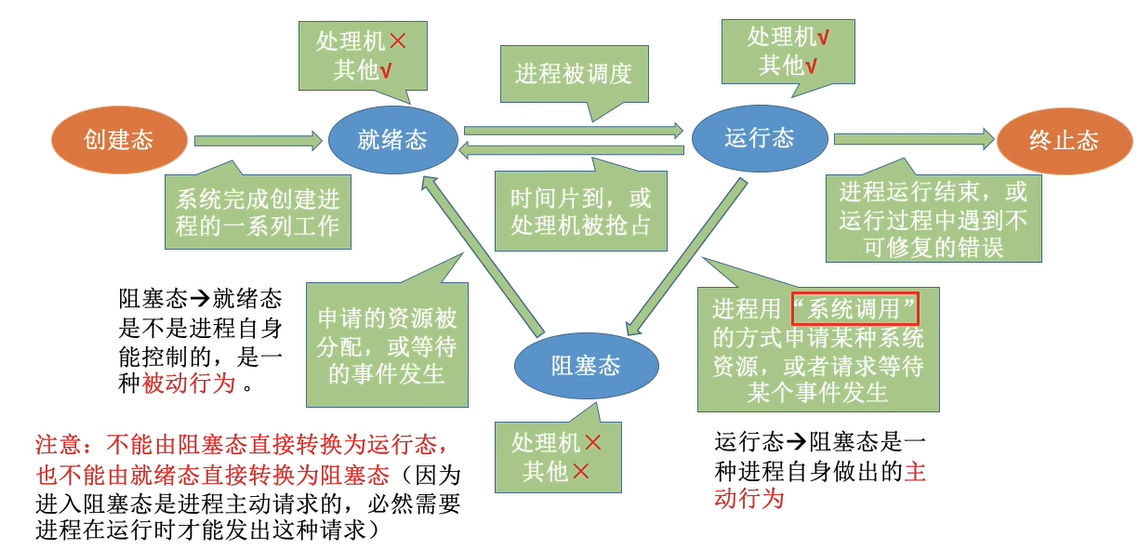 处理机×
其他√
进程被调度
处理机√
其他√
创建态
就绪态
运行态
终止态
系统完成创建进
程的一系列工作
时间片到，或
处理机被抢占
进程运行结束，或
运行过程中遇到不
可修复的错误
阻塞态→就绪态
是不是进程自身
能控制的，是一
种被动行为 。
申请的资源被
分配，或等待
的事件发生
阻塞态
进程用“系统调用”
的方式申请某种系统
资源，或者请求等待
某个事件发生
注意：不能由阻塞态直接转换为运行态，
也不能由就绪态直接转换为阻塞态（因为
进入阻塞态是进程主动请求的，必然需要
进程在运行时才能发出这种请求）
处理机×
其他×
运行态→阻塞态是一
种进程自身做出的主
动行为